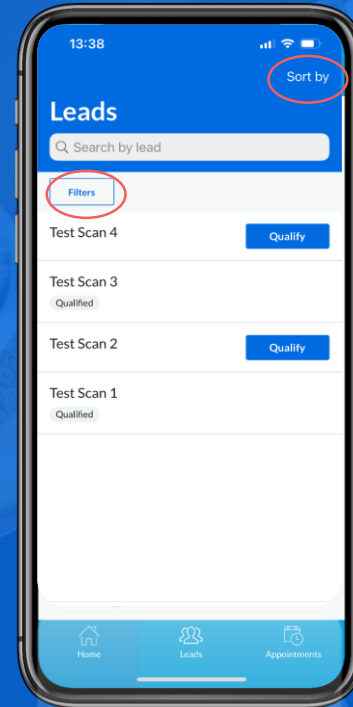 13:38
Sort by
Leads
Search by lead
Filters
Test Scan 4
Qualify
Test Scan 3
Qualified
Test Scan 2
Qualify
Test Scan 1
Qualified
Home
Leads
Appointments